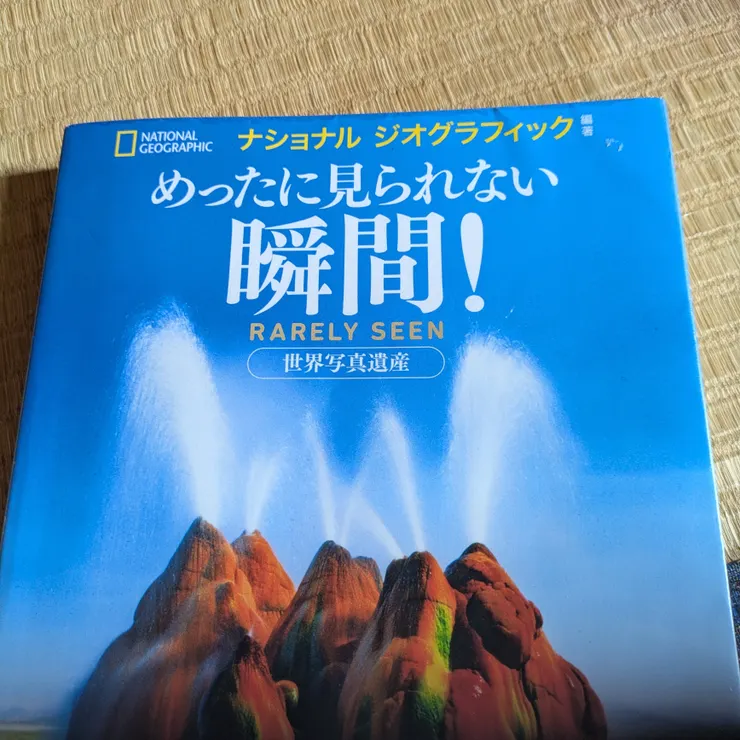 NATIONAL
GEOGRAPHIC
ナショナル ジオグラフィック 編著
めったに見られない
瞬間!
RARELY SEEN
世界写真遺産